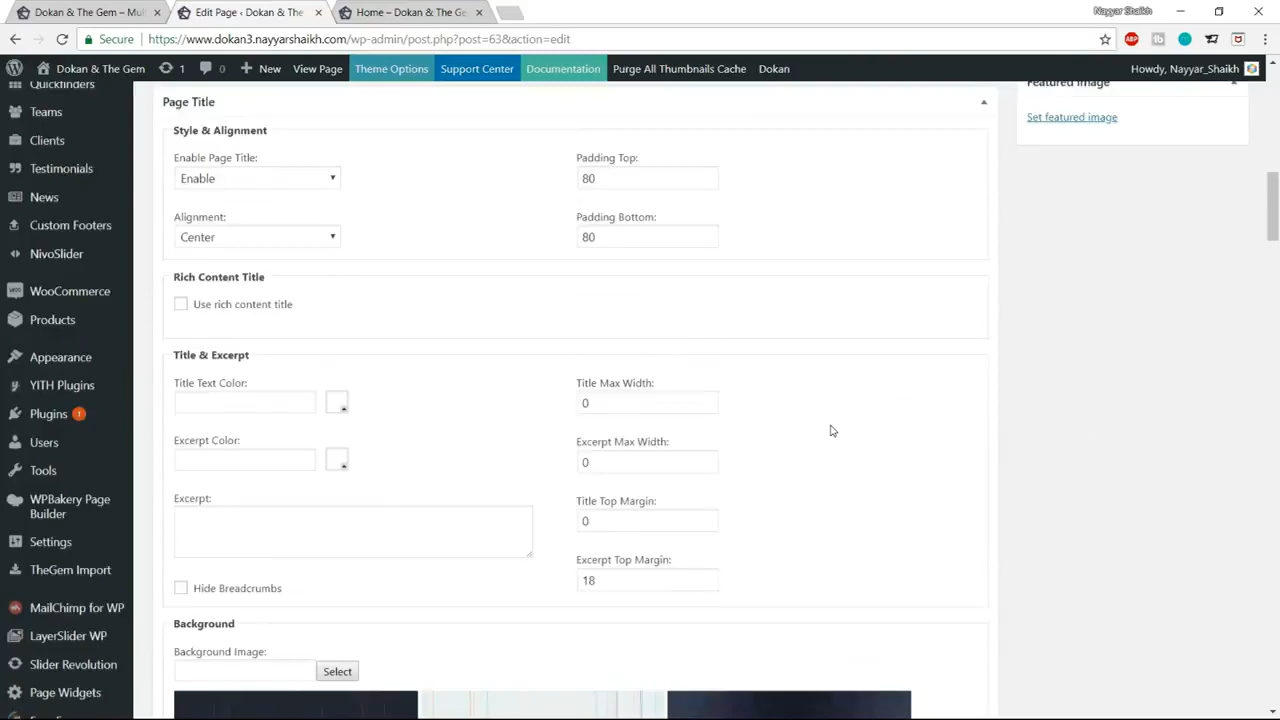 Dokan & The Gem – Mul
Edit Page ‹ Dokan & The
Home – Dokan & The Ge
Nayyar Shaikh
Secure
https://www.dokan3.nayyarshaikh.com/wp-admin/post.php?post=63&action=edit
ABP
Dokan & The Gem
1
0
New
View Page
Theme Options
Support Center
Documentation
Purge All Thumbnails Cache
Dokan
Howdy, Nayyar_Shaikh
Quickfinders
Teams
Clients
Testimonials
News
Custom Footers
NivoSlider
WooCommerce
Products
Appearance
YITH Plugins
Plugins 1
Users
Tools
WPBakery Page
Builder
Settings
TheGem Import
MailChimp for WP
LayerSlider WP
Slider Revolution
Page Widgets
Page Title
Style & Alignment
Enable Page Title:
Enable
Padding Top:
80
Alignment:
Center
Padding Bottom:
80
Rich Content Title
Use rich content title
Title & Excerpt
Title Text Color:
Title Max Width:
0
Excerpt Color:
Excerpt Max Width:
0
Excerpt:
Title Top Margin:
0
Excerpt Top Margin:
18
Hide Breadcrumbs
Background
Background Image:
Select
Featured Image
Set featured image